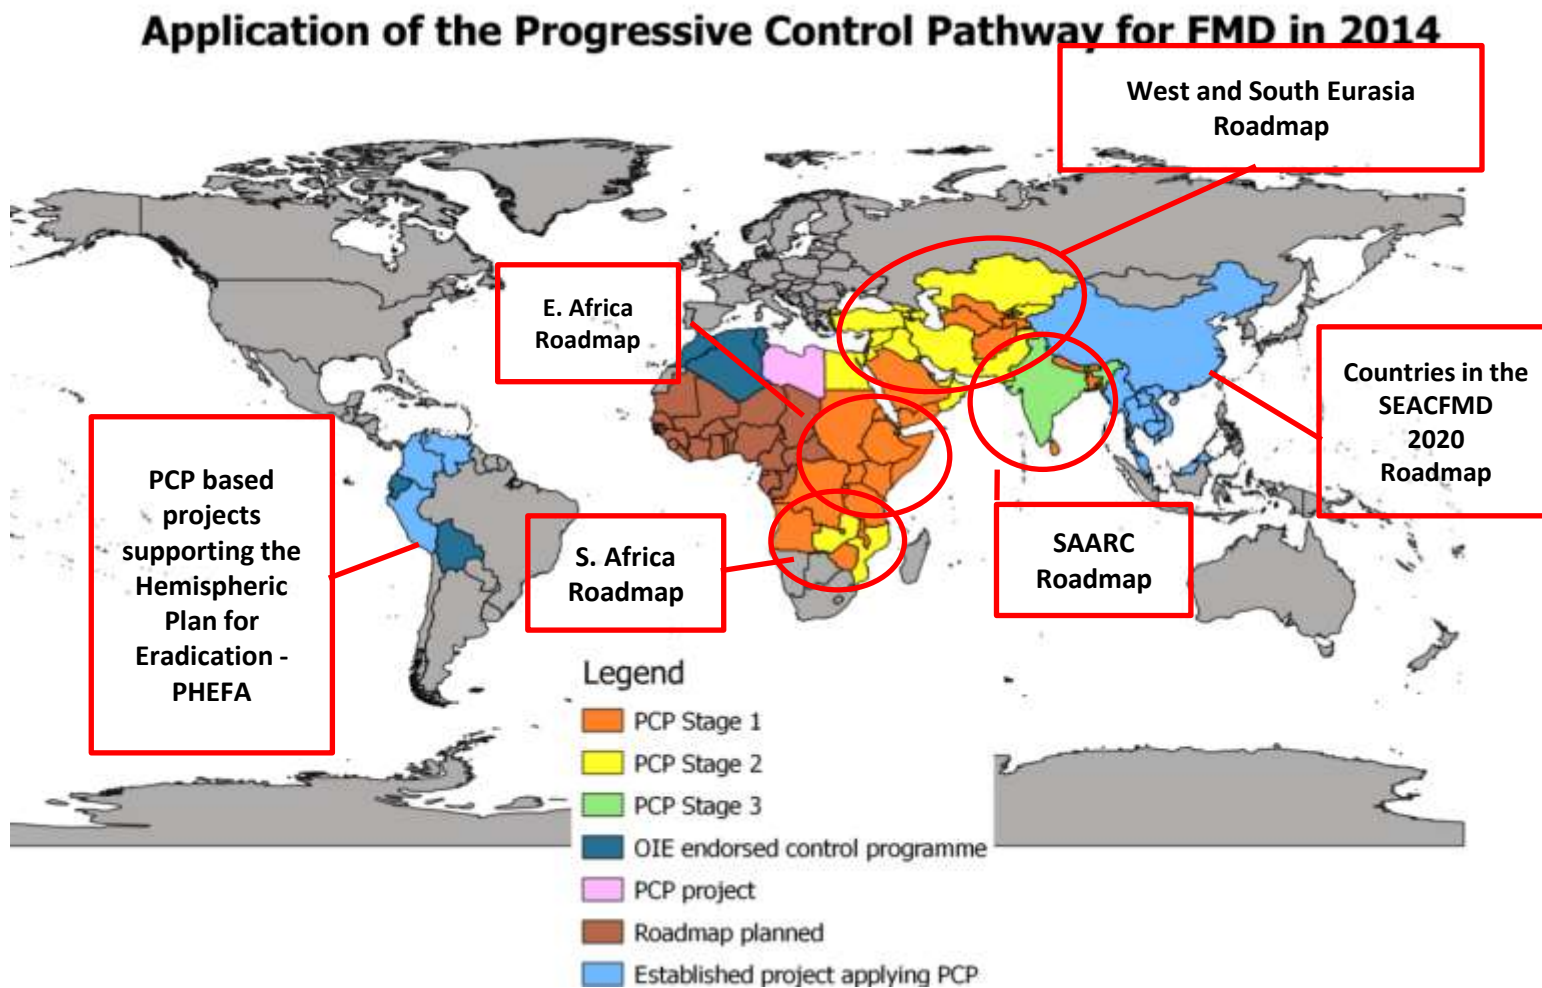 Application of the Progressive Control Pathway for FMD in 2014
West and South Eurasia
Roadmap
E. Africa
Roadmap
Countries in the
SEACFMD
2020
Roadmap
PCP based
projects
supporting the
Hemispheric
Plan for
Eradication -
PHEFA
S. Africa
Roadmap
SAARC
Roadmap
Legend
PCP Stage 1
PCP Stage 2
PCP Stage 3
OIE endorsed control programme
PCP project
Roadmap planned
Established project applying PCP